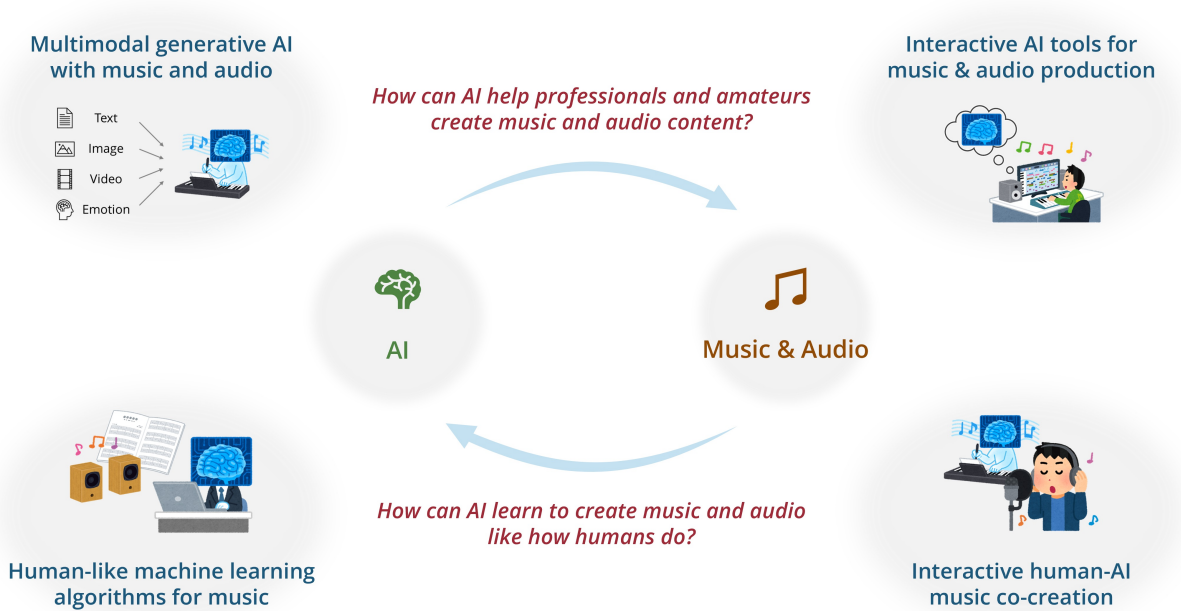 Multimodal generative AI
with music and audio
Text
Image
Video
Emotion
How can AI help professionals and amateurs
create music and audio content?
Interactive AI tools for
music & audio production
AI
Music & Audio
Human-like machine learning
algorithms for music
How can AI learn to create music and audio
like how humans do?
Interactive human-AI
music co-creation